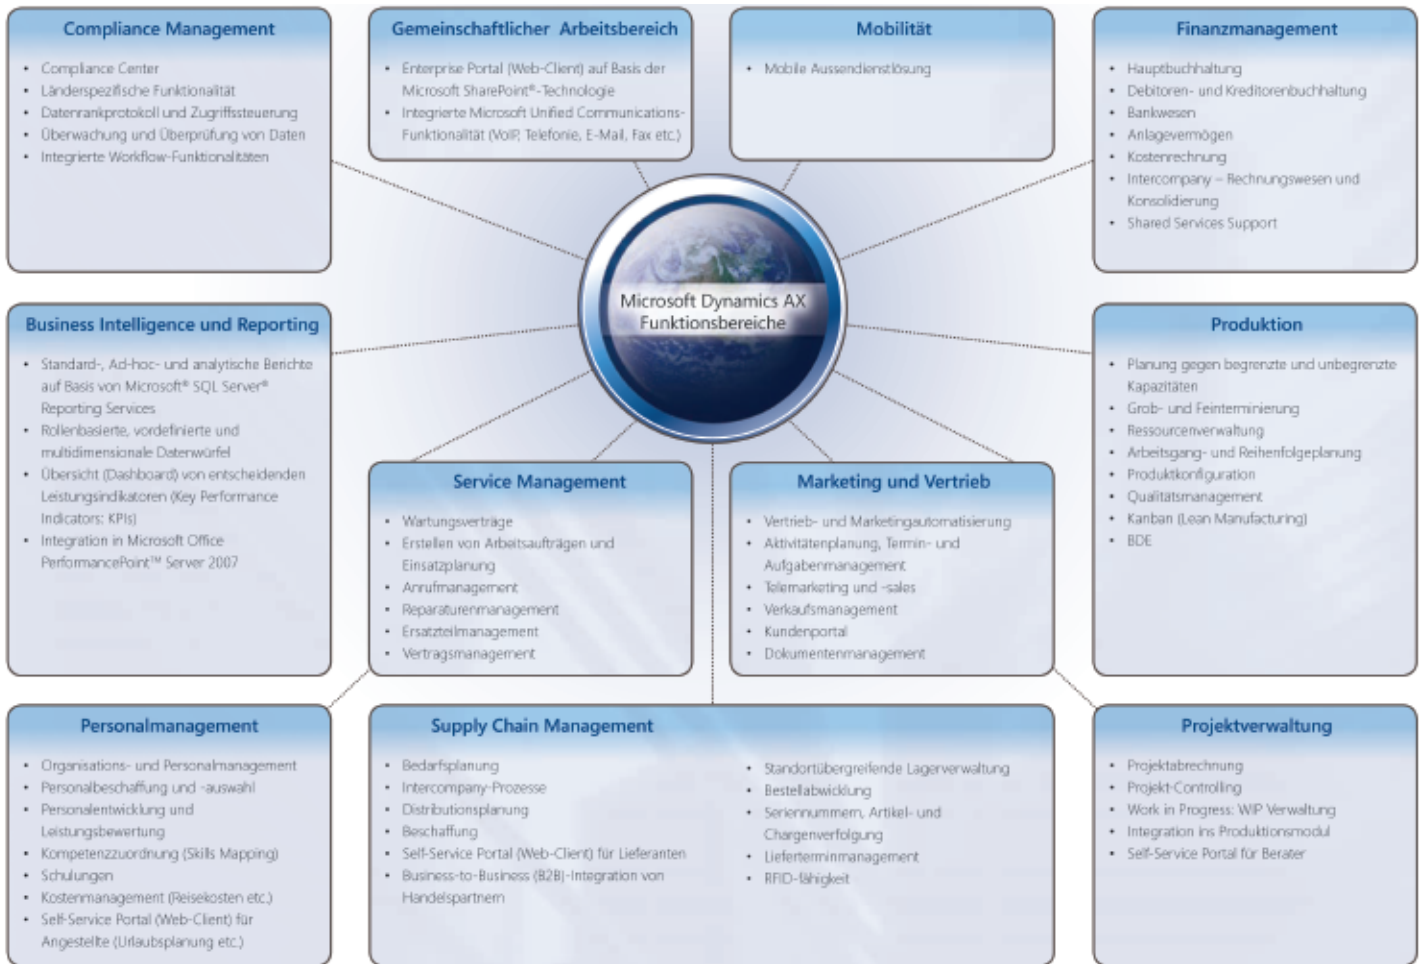 Compliance Management
• Compliance Center
• Länderspezifische Funktionalität
• Datenrankprotokoll und Zugriffssteuerung
• Überwachung und Überprüfung von Daten
• Integrierte Workflow-Funktionalitäten
Gemeinschaftlicher Arbeitsbereich
• Enterprise Portal (Web-Client) auf Basis der
Microsoft SharePoint®-Technologie
• Integrierte Microsoft Unified Communications-
Funktionalität (VoIP, Telefonie, E-Mail, Fax etc.)
Mobilität
• Mobile Aussendienstlösung
Finanzmanagement
• Hauptbuchhaltung
• Debitoren- und Kreditorenbuchhaltung
• Bankwesen
• Anlagevermögen
• Kostenrechnung
• Intercompany – Rechnungswesen und
Konsolidierung
• Shared Services Support
Microsoft Dynamics AX
Funktionsbereiche
Business Intelligence und Reporting
• Standard-, Ad-hoc- und analytische Berichte
auf Basis von Microsoft® SQL Server®
Reporting Services
• Rollenbasierte, vordefinierte und
multidimensionale Datenwürfel
• Übersicht (Dashboard) von entscheidenden
Leistungsindikatoren (Key Performance
Indicators: KPIs)
• Integration in Microsoft Office
PerformancePoint™ Server 2007
Produktion
• Planung gegen begrenzte und unbegrenzte
Kapazitäten
• Grob- und Feinterminierung
• Ressourcenverwaltung
• Arbeitsgang- und Reihenfolgeplanung
• Produktkonfiguration
• Qualitätsmanagement
• Kanban (Lean Manufacturing)
• BDE
Service Management
• Wartungsverträge
• Erstellen von Arbeitsaufträgen und
Einsatzplanung
• Anrufmanagement
• Reparaturenmanagement
• Ersatzteilmanagement
• Vertragsmanagement
Marketing und Vertrieb
• Vertrieb- und Marketingautomatisierung
• Aktivitätenplanung, Termin- und
Aufgabenmanagement
• Telemarketing und -sales
• Verkaufsmanagement
• Kundenportal
• Dokumentenmanagement
Personalmanagement
• Organisations- und Personalmanagement
• Personalbeschaffung und -auswahl
• Personalentwicklung und
Leistungsbewertung
• Kompetenzzuordnung (Skills Mapping)
• Schulungen
• Kostenmanagement (Reisekosten etc.)
• Self-Service Portal (Web-Client) für
Angestellte (Urlaubsplanung etc.)
Supply Chain Management
• Bedarfsplanung
• Intercompany-Prozesse
• Distributionsplanung
• Beschaffung
• Self-Service Portal (Web-Client) für Lieferanten
• Business-to-Business (B2B)-Integration von
Handelspartnern
• Standortübergreifende Lagerverwaltung
• Bestellabwicklung
• Seriennummern, Artikel- und
Chargenverfolgung
• Lieferterminmanagement
• RFID-fähigkeit
Projektverwaltung
• Projektabrechnung
• Projekt-Controlling
• Work in Progress: WIP Verwaltung
• Integration ins Produktionsmodul
• Self-Service Portal für Berater